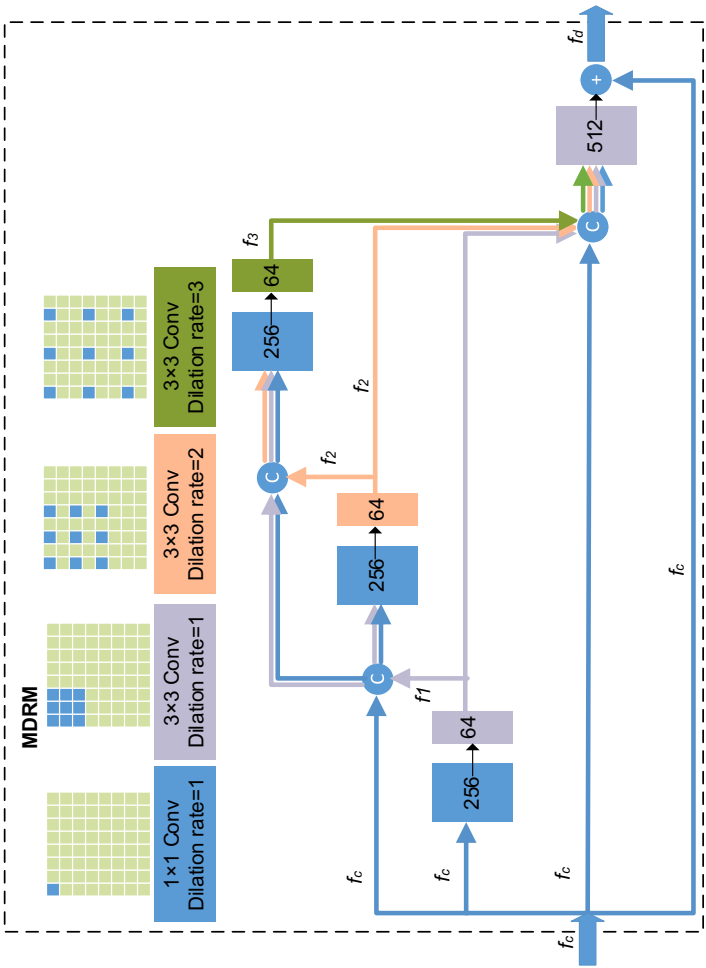 MDRM
1×1 Conv
Dilation rate=1
3×3 Conv
Dilation rate=1
3×3 Conv
Dilation rate=2
3×3 Conv
Dilation rate=3
256
64
f3
C
f2
f2
256
64
C
f1
fc
256
64
fc
fc
C
512
+
fd
fc
fc